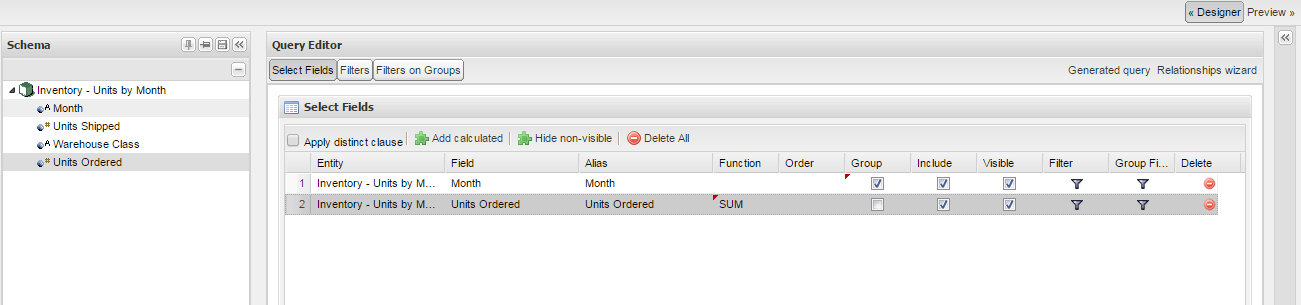 « Designer Preview »
Schema
Query Editor
Select Fields Filters Filters on Groups
Generated query Relationships wizard
Inventory - Units by Month
Month
Units Shipped
Warehouse Class
Units Ordered
Select Fields
Apply distinct clause Add calculated Hide non-visible Delete All
Entity Field Alias Function Order Group Include Visible Filter Group Fi... Delete
1 Inventory - Units by M... Month Month
2 Inventory - Units by M... Units Ordered Units Ordered SUM